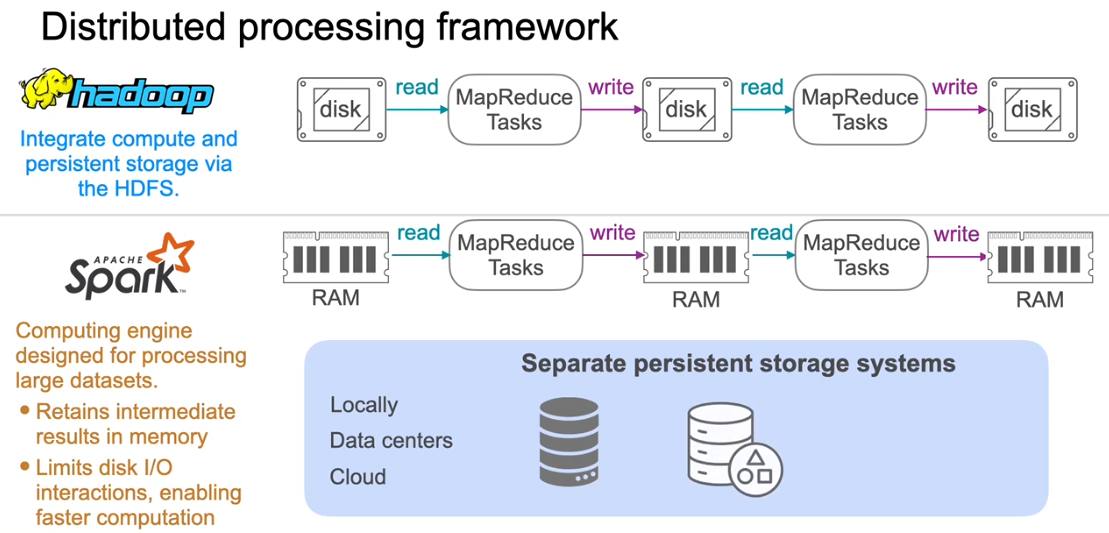 Distributed processing framework
hadoop
Integrate compute and
persistent storage via
the HDFS.
disk
read
MapReduce
Tasks
write
disk
read
MapReduce
Tasks
write
disk
APACHE
Spark™
Computing engine
designed for processing
large datasets.
• Retains intermediate
results in memory
• Limits disk I/O
interactions, enabling
faster computation
RAM
read
MapReduce
Tasks
write
RAM
read
MapReduce
Tasks
write
RAM
Separate persistent storage systems
Locally
Data centers
Cloud